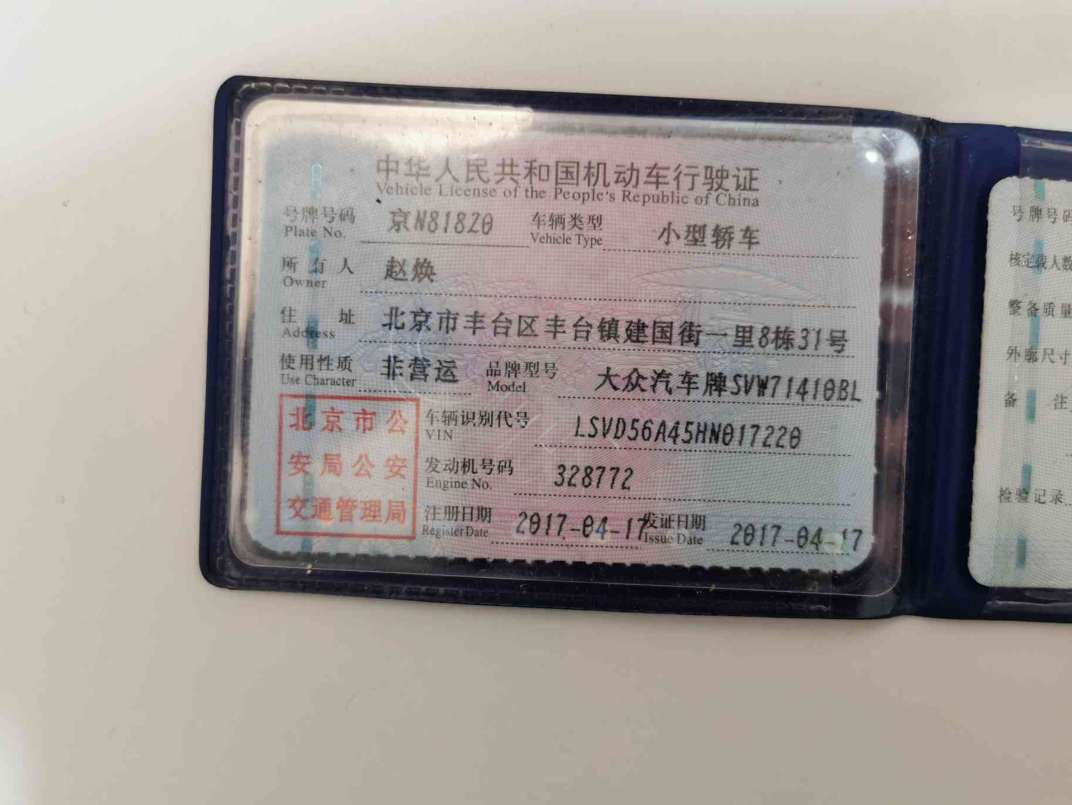 中华人民共和国机动车行驶证
Vehicle License of the People's Republic of China
号牌号码 京N81820 车辆类型 小型轿车
Plate No. Vehicle Type
所有人 赵焕
Owner
住址 北京市丰台区丰台镇建国街一里8栋31号
Address
使用性质 非营运 品牌型号 大众汽车牌SVW71410BL
Use Character Model
北京市公
安局公安
交通管理局
车辆识别代号 LSVD56A45HN017220
VIN
发动机号码 328772
Engine No.
注册日期 2017-04-17 发证日期 2017-04-17
Register Date Issue Date
号牌号码
核定载人数
整备质量
外廓尺寸
备注
检验记录